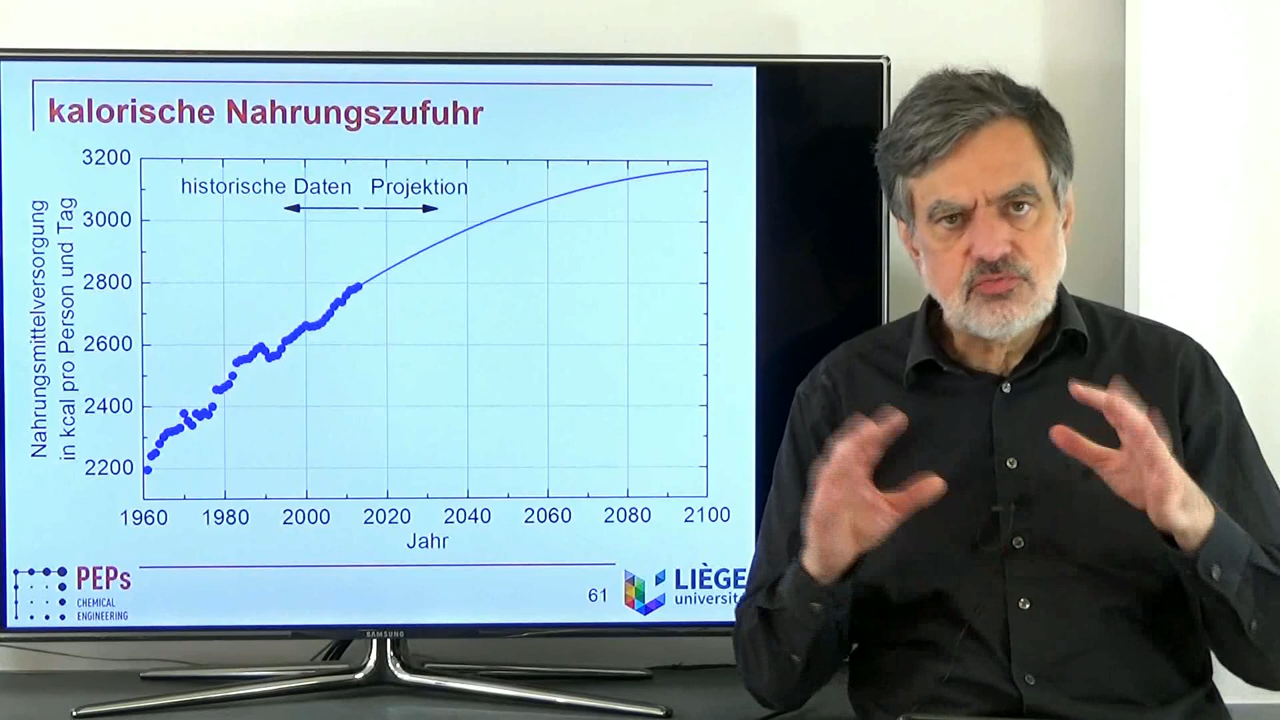 kalorische Nahrungszufuhr
Nahrungsmittelversorgung
in kcal pro Person und Tag
3200
3000
2800
2600
2400
2200
historische Daten
Projektion
1960 1980 2000 2020 2040 2060 2080 2100
Jahr
PEPs
CHEMICAL
ENGINEERING
61
LIÈGE
université
SAMSUNG